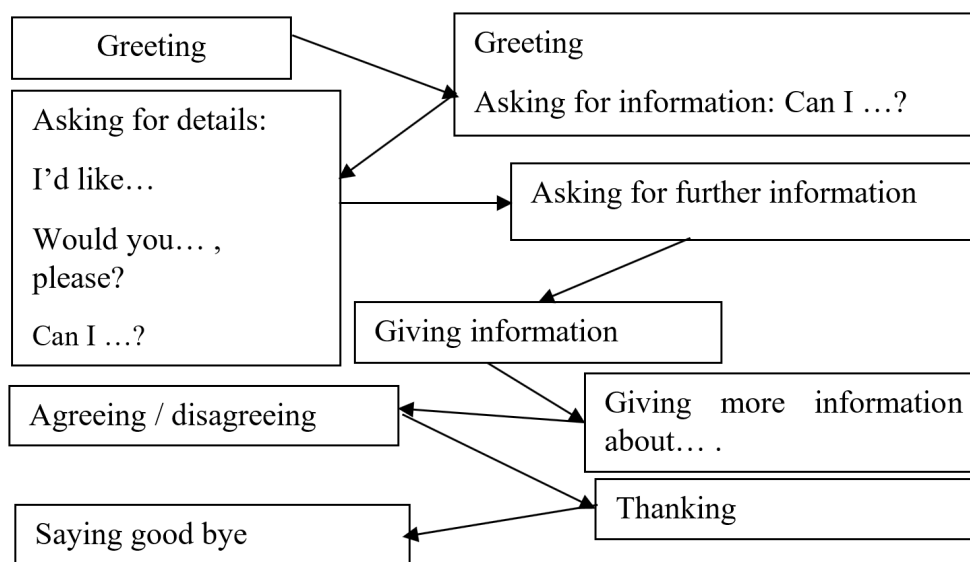 Greeting
Greeting
Asking for information: Can I …?
Asking for details:
I’d like…
Would you… ,
please?
Can I …?
Asking for further information
Giving information
Giving more information
about… .
Agreeing / disagreeing
Thanking
Saying good bye